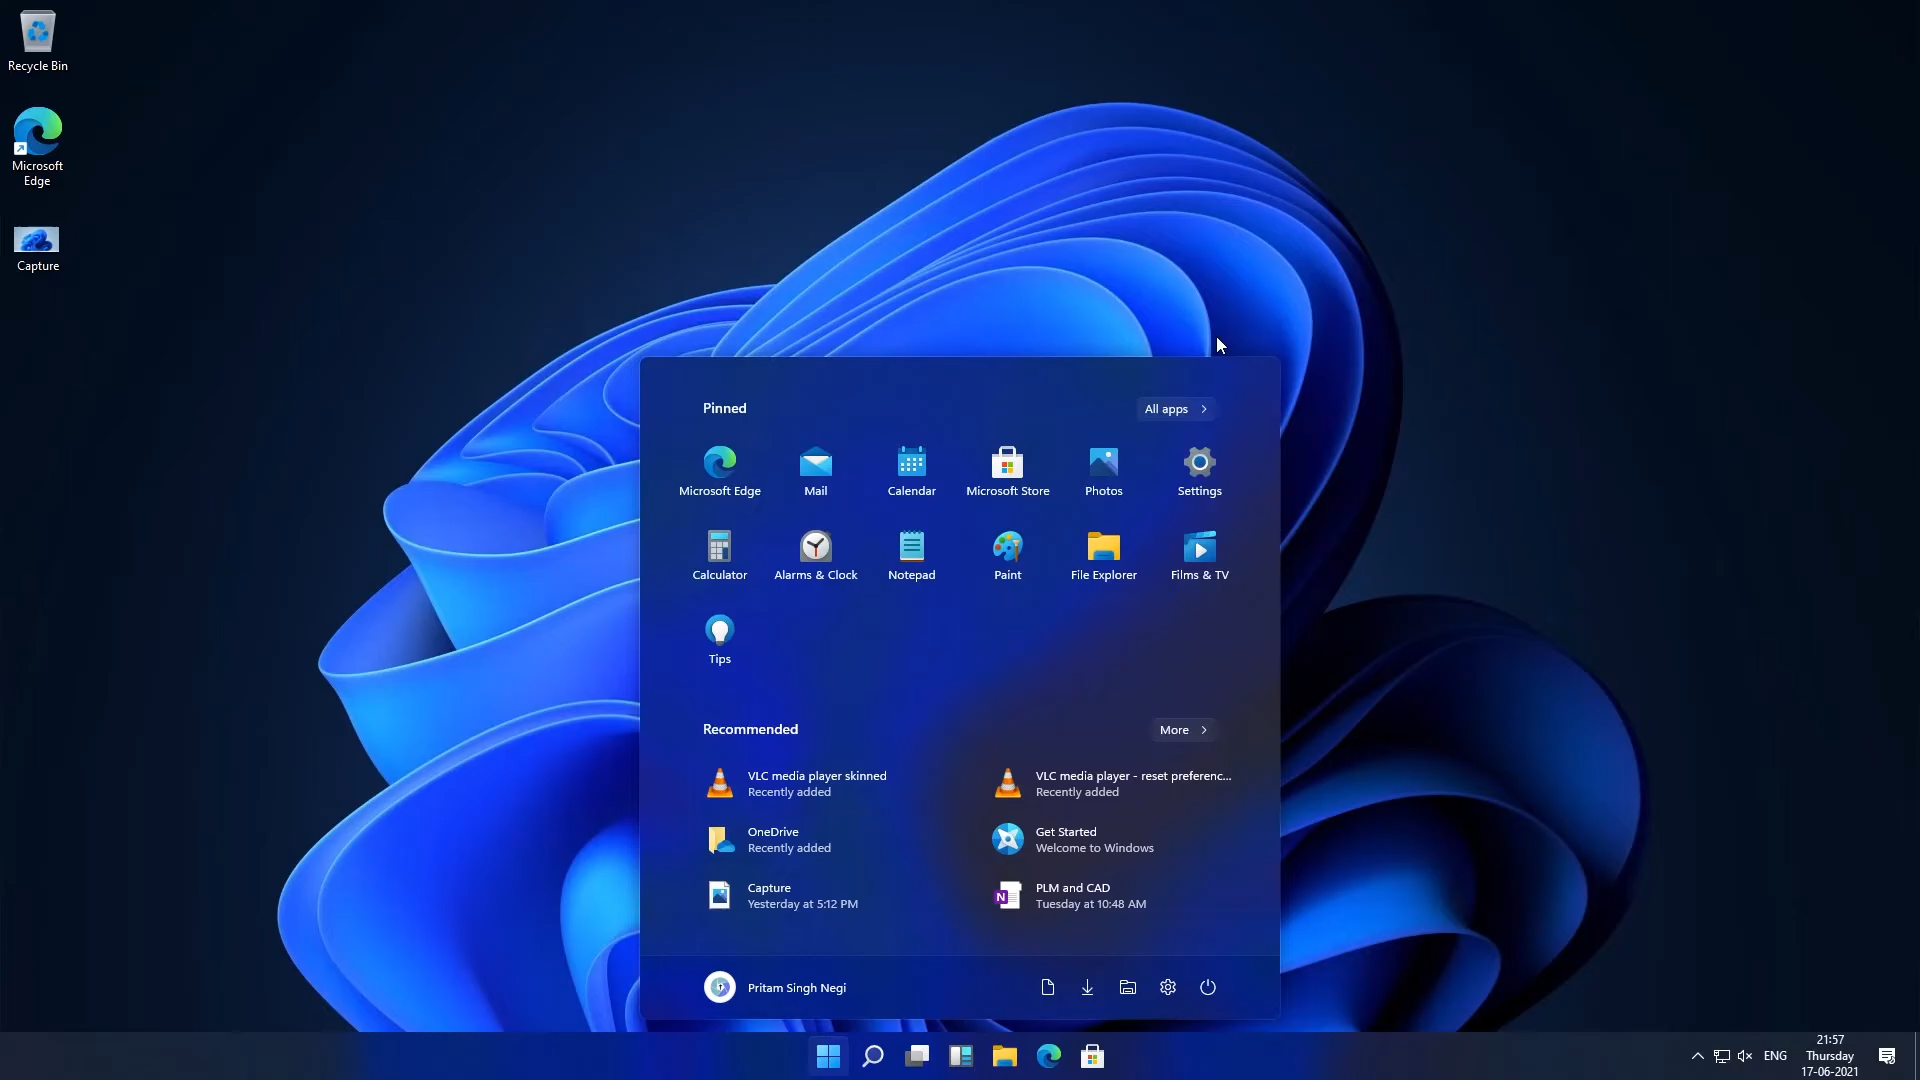 Recycle Bin
Microsoft
Edge
Capture
Pinned
All apps
Microsoft Edge
Mail
Calendar
Microsoft Store
Photos
Settings
Calculator
Alarms & Clock
Notepad
Paint
File Explorer
Films & TV
Tips
Recommended
More
VLC media player skinned
Recently added
VLC media player - reset preferenc...
Recently added
OneDrive
Recently added
Get Started
Welcome to Windows
Capture
Yesterday at 5:12 PM
N
PLM and CAD
Tuesday at 10:48 AM
Pritam Singh Negi
ENG
21:57
Thursday
17-06-2021